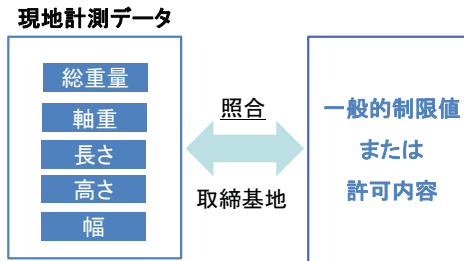 現地計測データ
総重量
軸重
長さ
高さ
幅
照合
取締基地
一般的制限値
または
許可内容